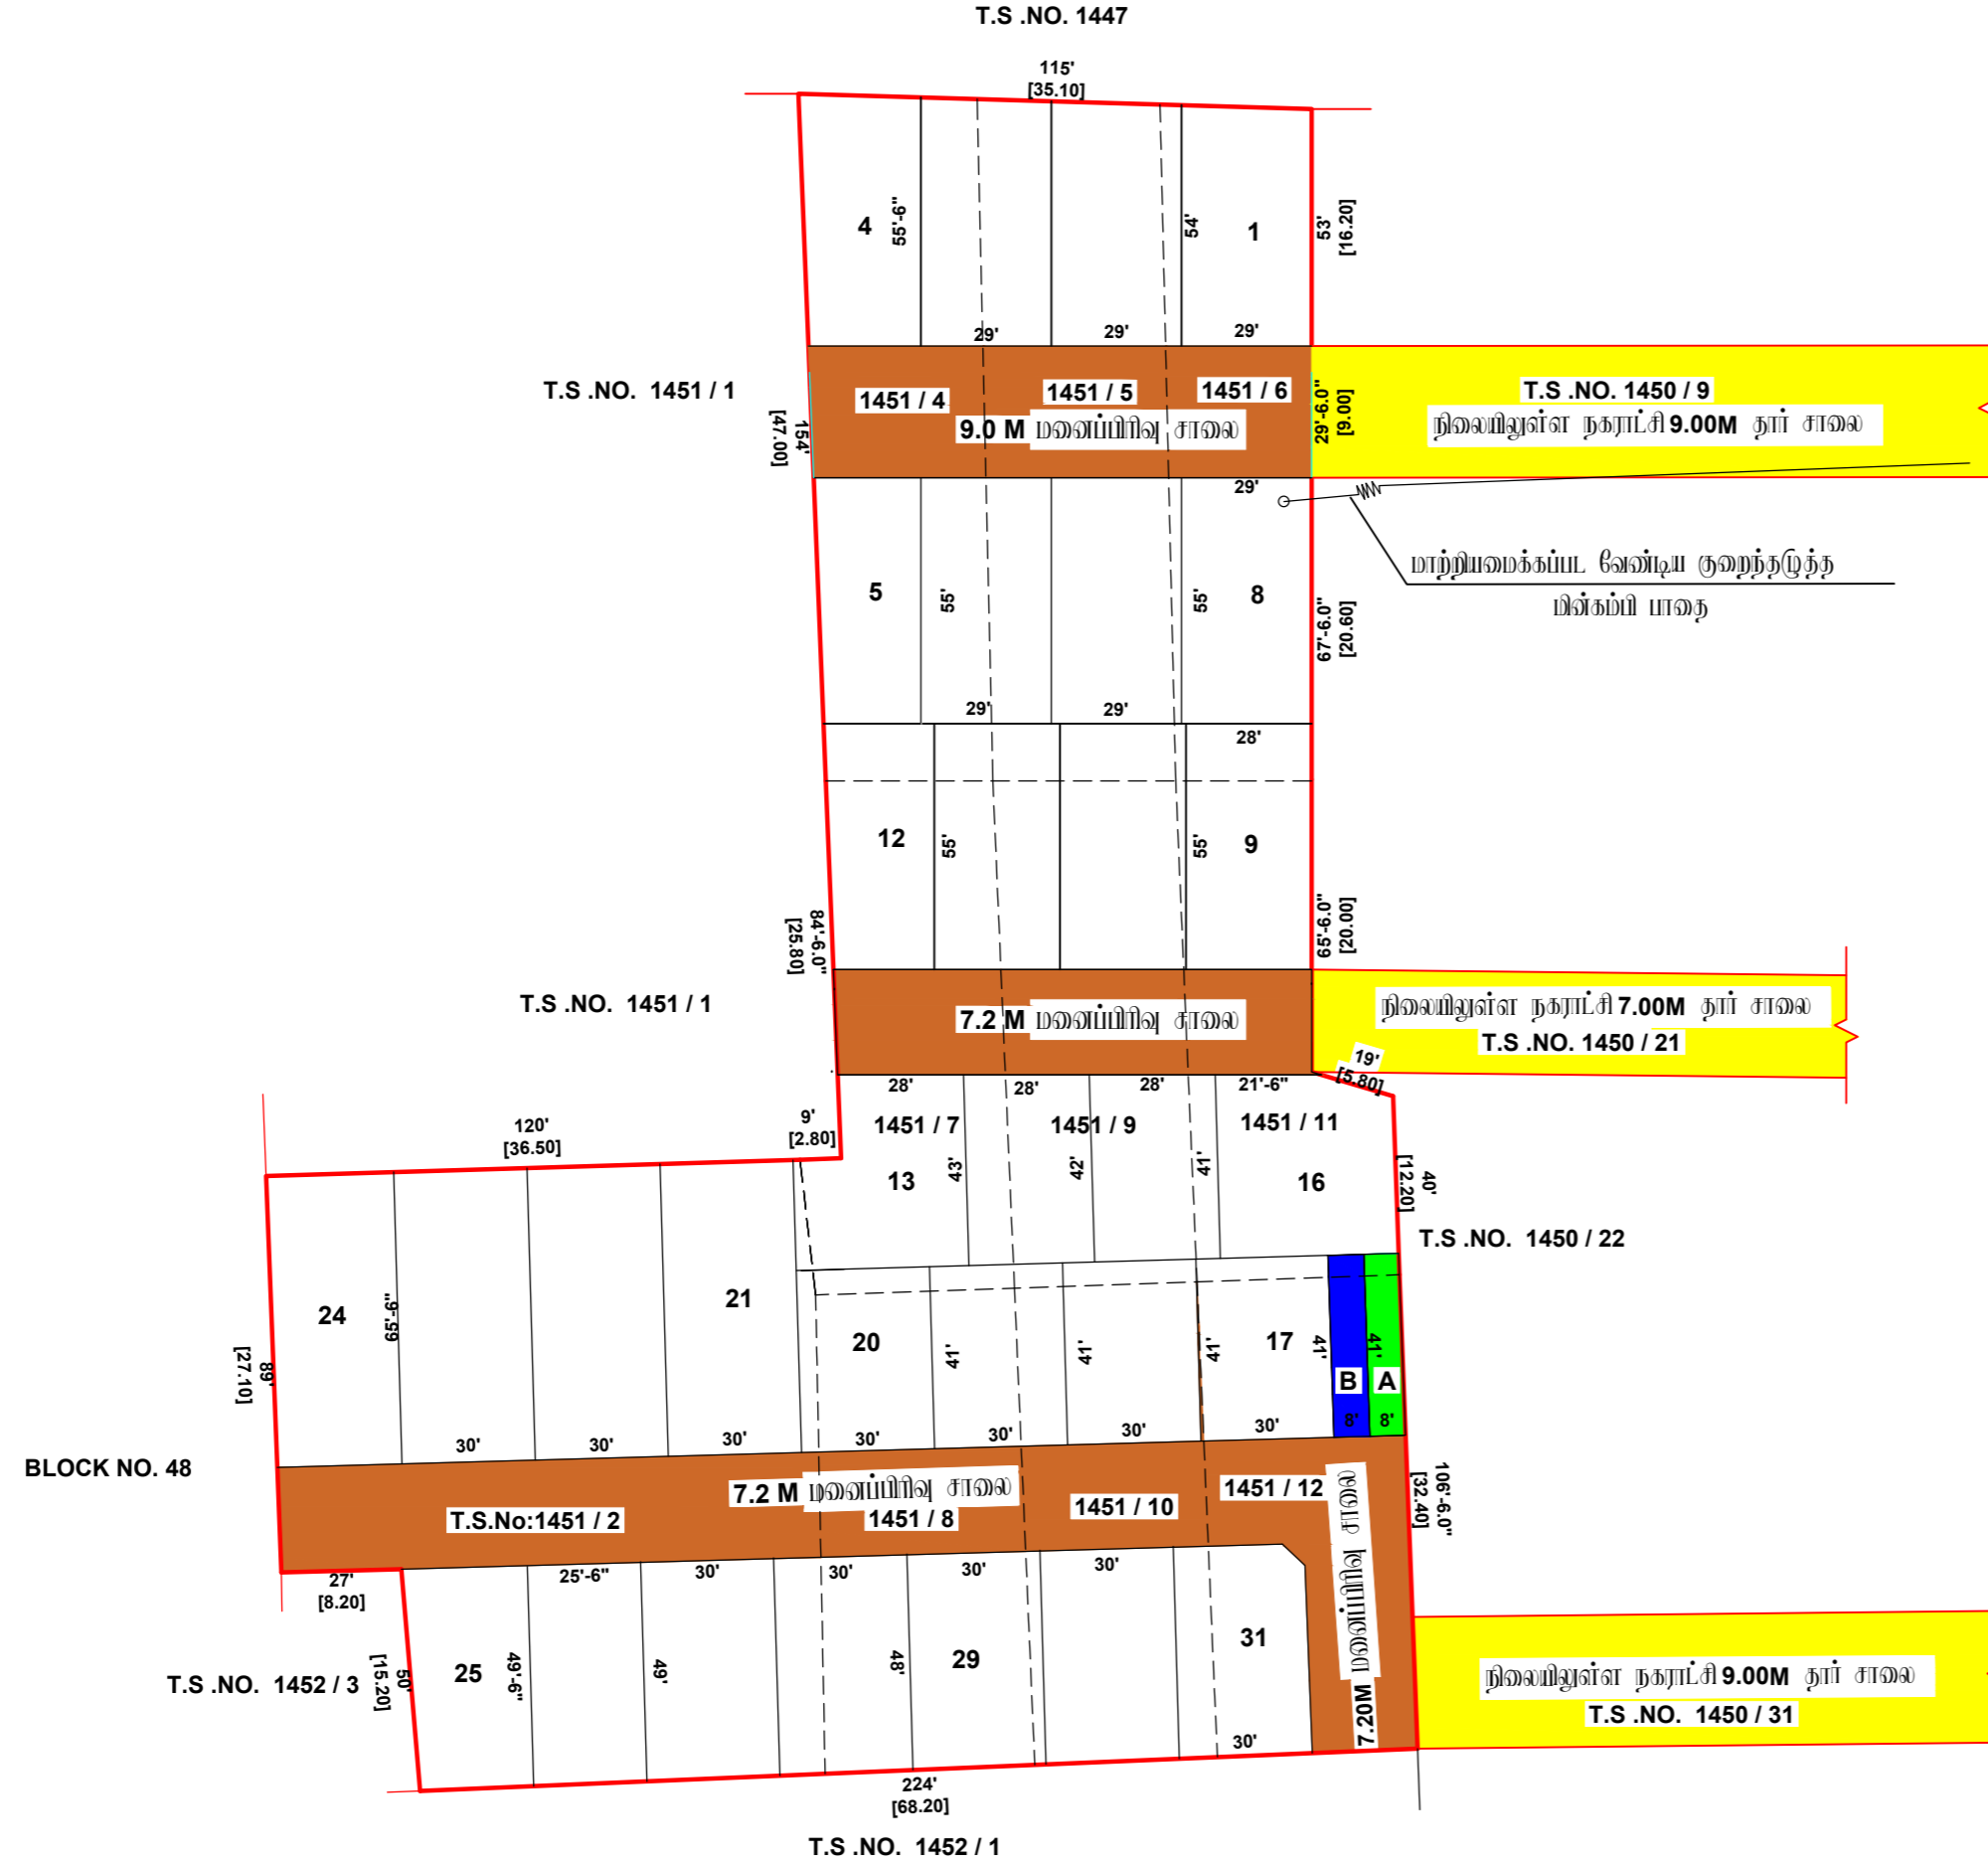 T.S .NO. 1447
115'
[35.10]
4
55'-6"
54'
1
53'
[16.20]
29'
29'
29'
T.S .NO. 1451 / 1
154'
[47.00]
1451 / 4
1451 / 5
1451 / 6
9.0 M மனைப்பிரிவு சாலை
29'-6.0"
[9.00]
T.S .NO. 1450 / 9
நிலையிலுள்ள நகராட்சி 9.00M தார் சாலை
29'
மாற்றியமைக்கப்பட வேண்டிய குறைந்தழுத்த
மின்கம்பி பாதை
5
55'
55'
8
67'-6.0"
[20.60]
29'
29'
28'
12
55'
55'
9
84'-6.0"
[25.80]
65'-6.0"
[20.00]
T.S .NO. 1451 / 1
7.2 M மனைப்பிரிவு சாலை
நிலையிலுள்ள நகராட்சி 7.00M தார் சாலை
T.S .NO. 1450 / 21
19'
[5.80]
28'
28'
28'
21'-6"
120'
[36.50]
9'
[2.80]
1451 / 7
1451 / 9
1451 / 11
13
43'
42'
41'
16
40'
[12.20]
T.S .NO. 1450 / 22
24
65'-6"
21
20
41'
41'
41'
17
41'
41'
B
A
89'
[27.10]
30'
30'
30'
30'
30'
30'
30'
8'
8'
BLOCK NO. 48
7.2 M மனைப்பிரிவு சாலை
T.S.No:1451 / 2
1451 / 8
1451 / 10
1451 / 12
7.20M மனைப்பிரிவு சாலை
106'-6.0"
[32.40]
27'
[8.20]
25'-6"
30'
30'
30'
30'
T.S .NO. 1452 / 3
50'
[15.20]
25
49'-6"
49'
48'
29
31
30'
நிலையிலுள்ள நகராட்சி 9.00M தார் சாலை
T.S .NO. 1450 / 31
224'
[68.20]
T.S .NO. 1452 / 1